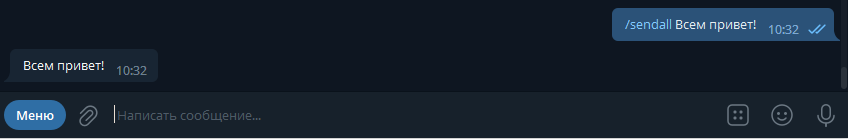 /sendall Всем привет! 10:32
Всем привет! 10:32
Меню Написать сообщение...